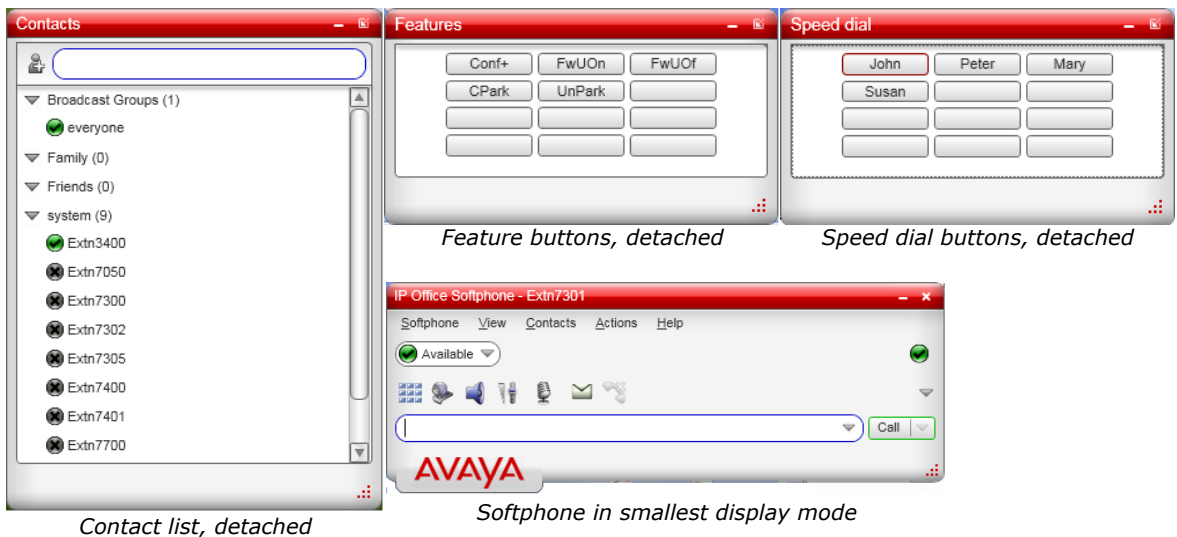 Contacts
Broadcast Groups (1)
everyone
Family (0)
Friends (0)
system (9)
Extn3400
Extn7050
Extn7300
Extn7302
Extn7305
Extn7400
Extn7401
Extn7700
Contact list, detached
Features
Conf+ FwUOn FwUOf
CPark UnPark
Feature buttons, detached
Speed dial
John Peter Mary
Susan
Speed dial buttons, detached
IP Office Softphone - Extn7301
Softphone View Contacts Actions Help
Available
Call
AVAYA
Softphone in smallest display mode